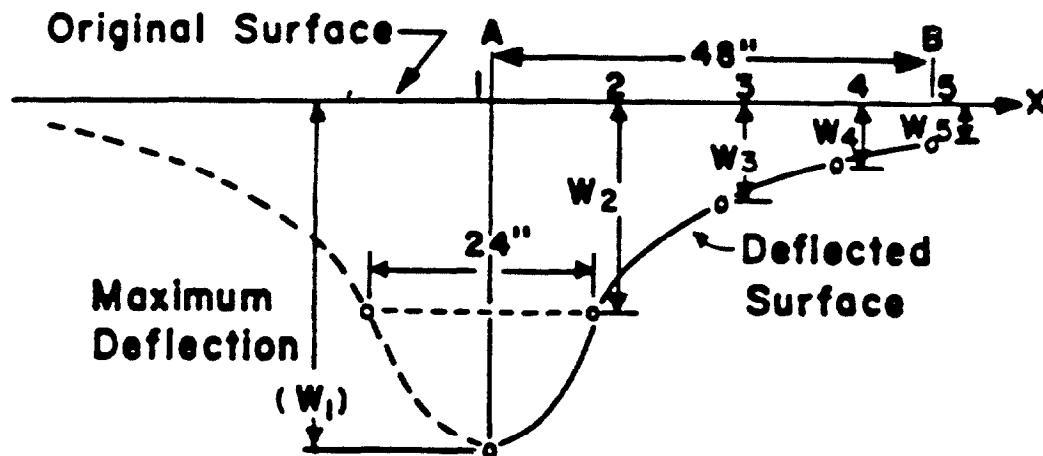 Original Surface
A
48"
B
1
2
3
4
5
X
W4
W5
W3
W2
24"
Deflected
Surface
Maximum
Deflection
(W1)